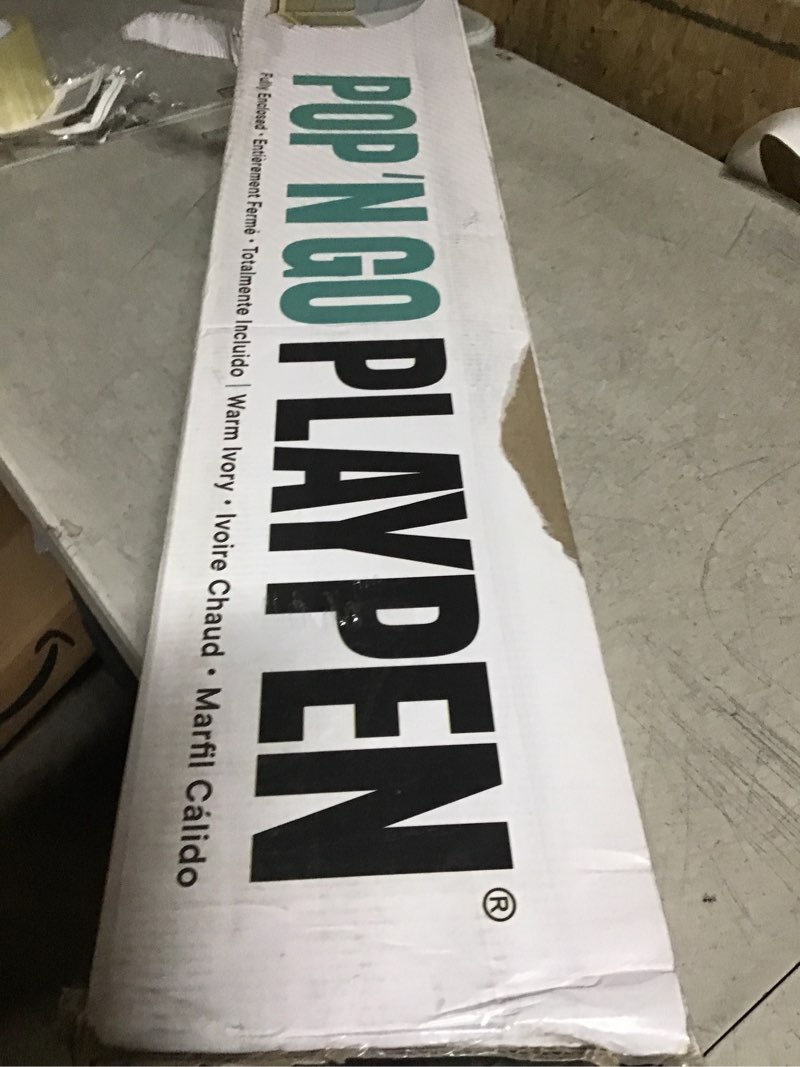 POP 'N GO PLAYPEN®
Fully Enclosed • Entièrement Fermé • Totalmente Incluido | Warm Ivory • Ivoire Chaud • Marfil Cálido